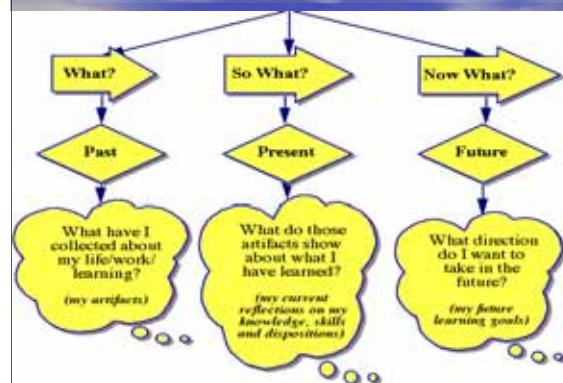 What?
So What?
Now What?
Past
Present
Future
What have I
collected about
my life/work/
learning?
(my artifacts)
What do those
artifacts show
about what I
have learned?
(my current
reflections on my
knowledge, skills
and dispositions)
What direction
do I want to
take in the
future?
(my future
learning goals)